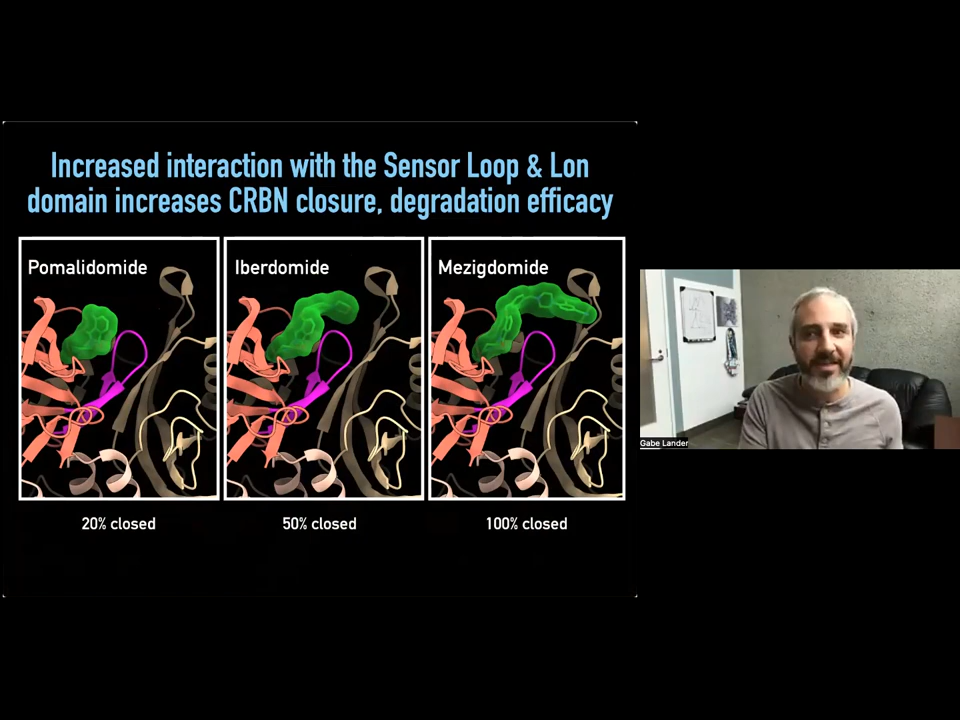 Increased interaction with the Sensor Loop & Lon
domain increases CRBN closure, degradation efficacy
Pomalidomide
Iberdomide
Mezigdomide
20% closed
50% closed
100% closed
Gabe Lander